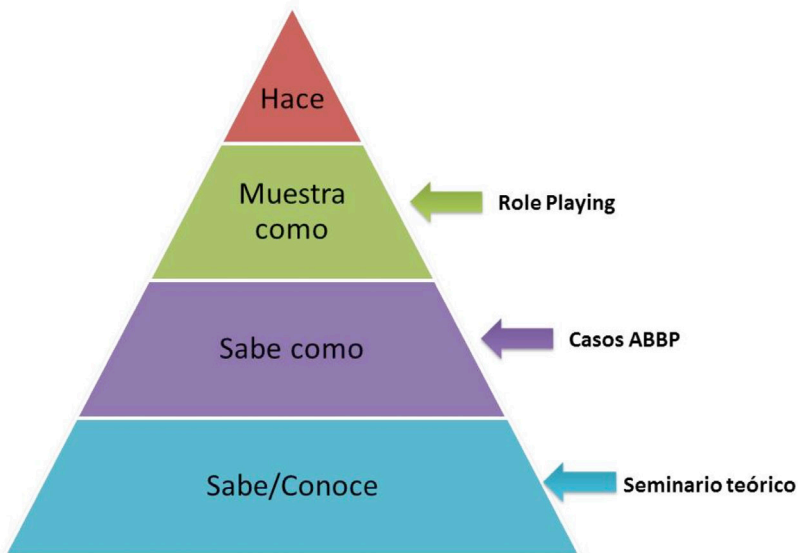 Hace
Muestra
como
Role Playing
Sabe como
Casos ABBP
Sabe/Conoce
Seminario teórico